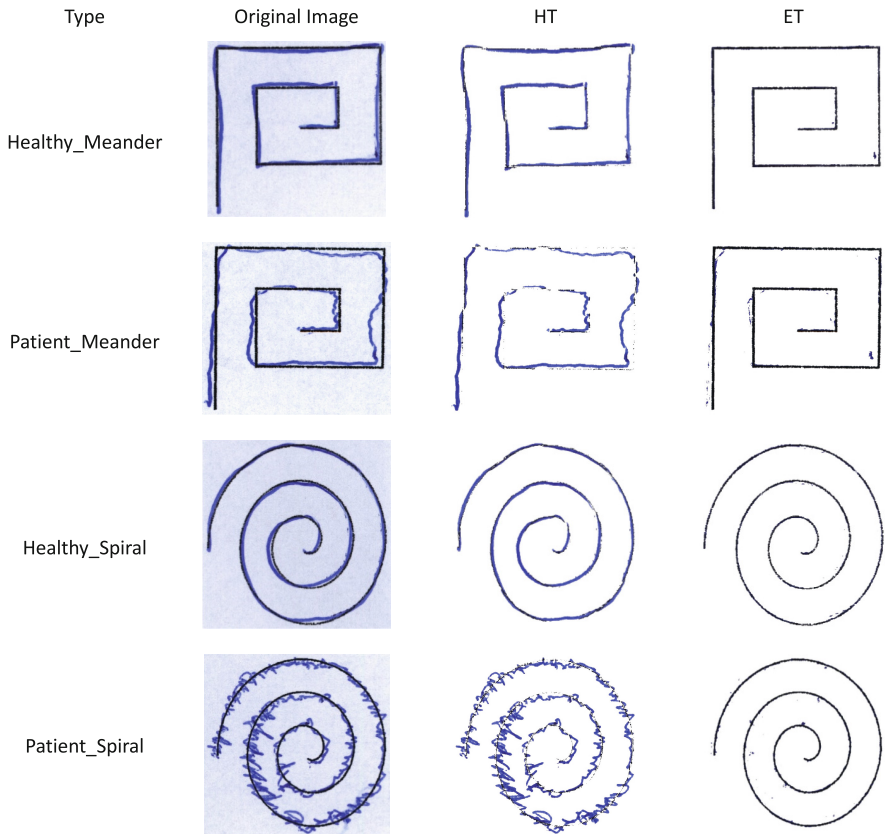 Type Original Image HT ET
Healthy_Meander
Patient_Meander
Healthy_Spiral
Patient_Spiral